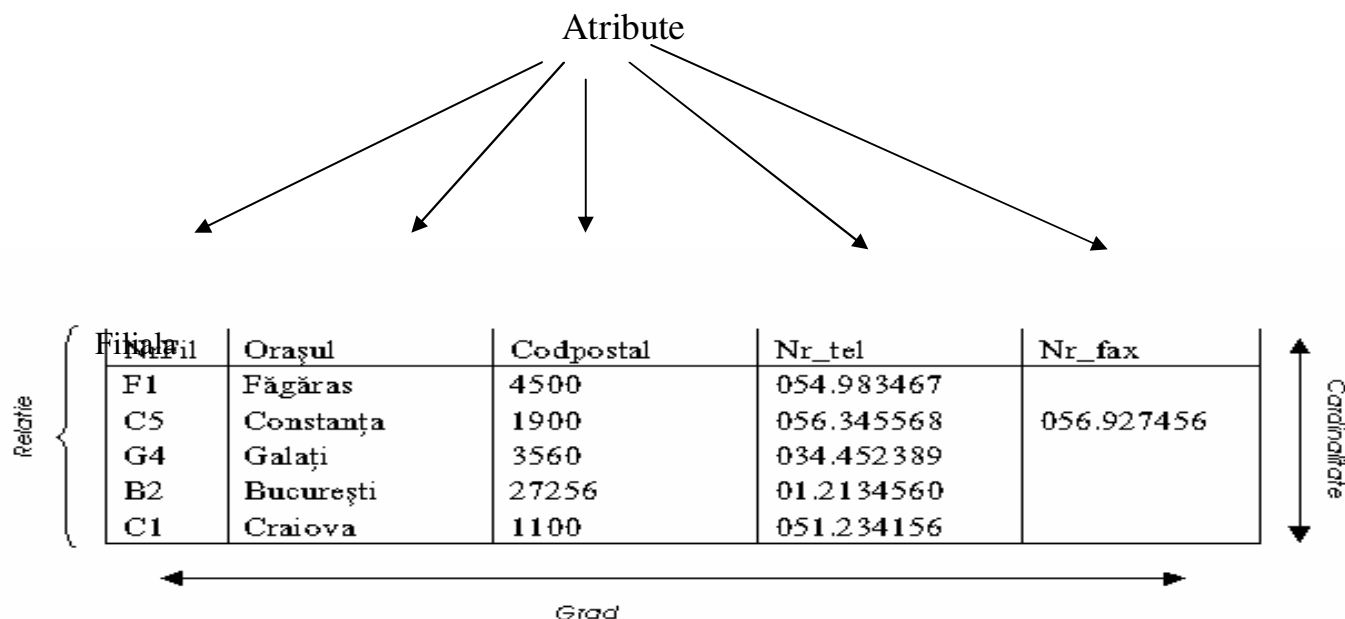 Atribute
Filiala
NrFil Orașul Codpostal Nr_tel Nr_fax
F1 Făgăras 4500 054.983467
C5 Constanța 1900 056.345568 056.927456
G4 Galați 3560 034.452389
B2 București 27256 01.2134560
C1 Craiova 1100 051.234156
Relatie
Cardinalitate
Grad